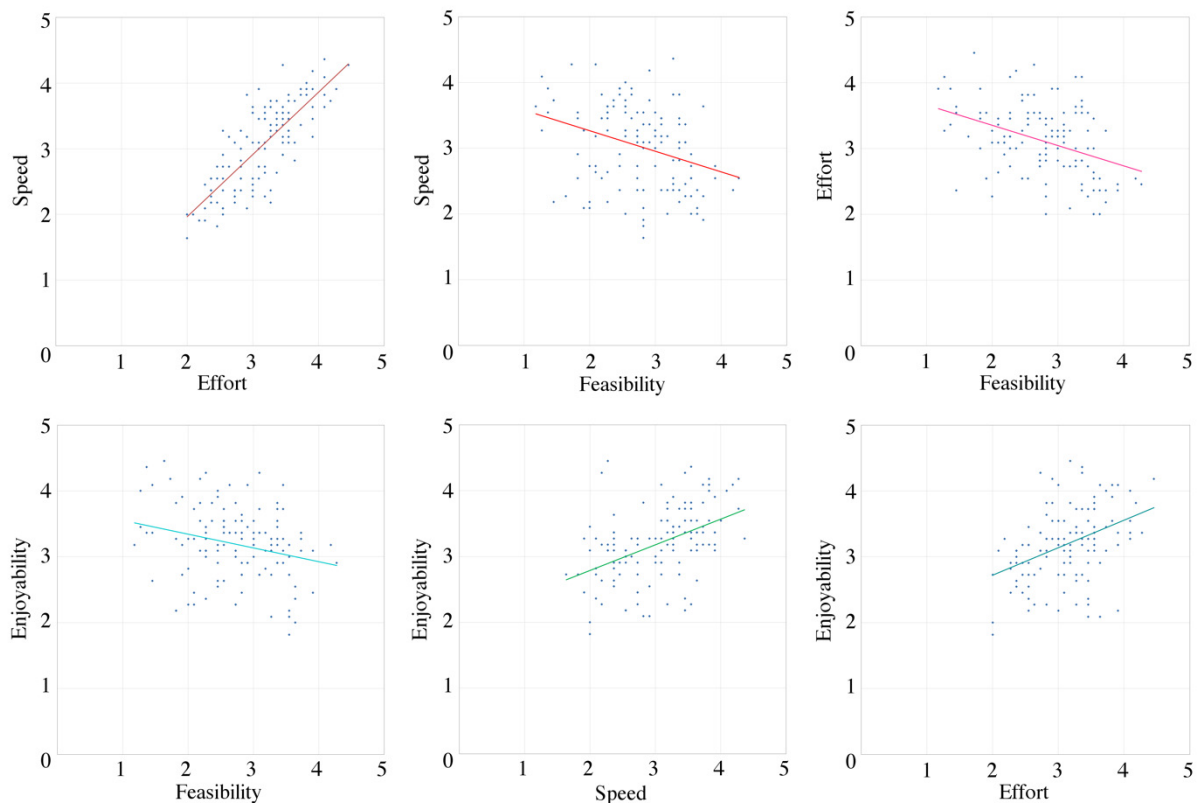 5 5 5
4 4 4
Speed Speed Effort
3 3 3
2 2 2
1 1 1
0 1 2 3 4 5 0 1 2 3 4 5 0 1 2 3 4 5
Effort Feasibility Feasibility
5 5 5
4 4 4
Enjoyability Enjoyability Enjoyability
3 3 3
2 2 2
1 1 1
0 1 2 3 4 5 0 1 2 3 4 5 0 1 2 3 4 5
Feasibility Speed Effort